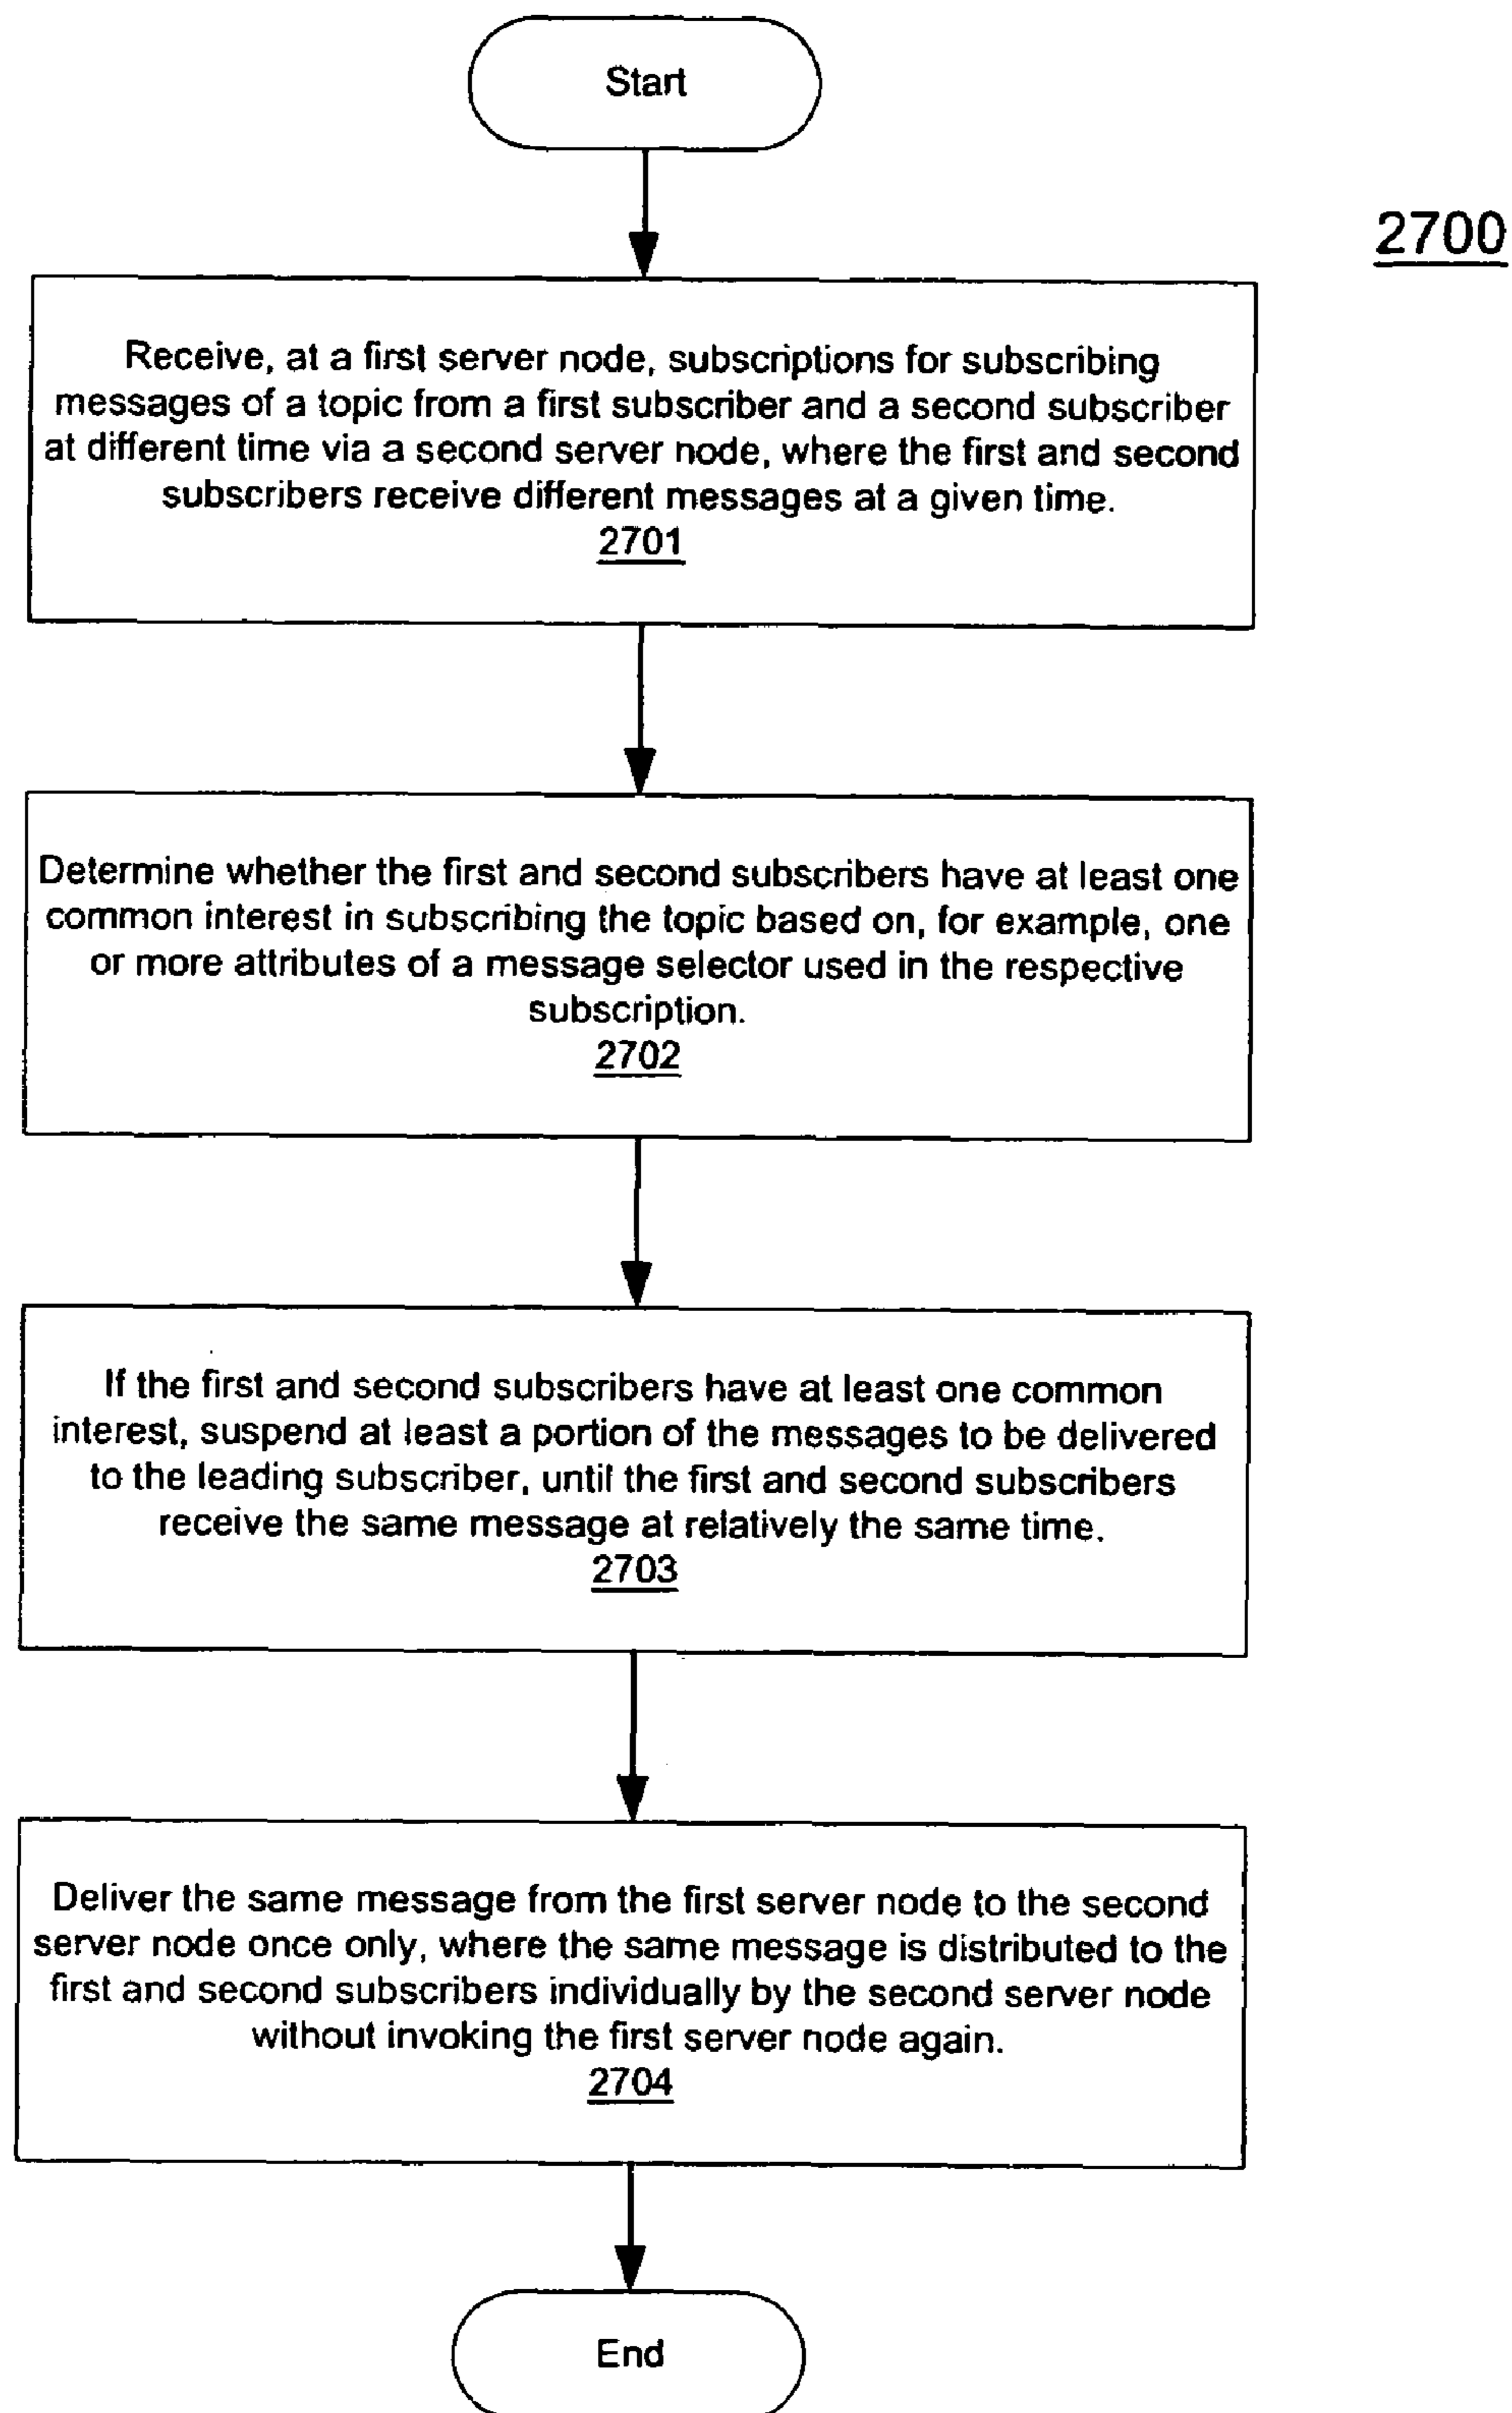 Start
2700
Receive, at a first server node, subscriptions for subscribing
messages of a topic from a first subscriber and a second subscriber
at different time via a second server node, where the first and second
subscribers receive different messages at a given time.
2701
Determine whether the first and second subscribers have at least one
common interest in subscribing the topic based on, for example, one
or more attributes of a message selector used in the respective
subscription.
2702
If the first and second subscribers have at least one common
interest, suspend at least a portion of the messages to be delivered
to the leading subscriber, until the first and second subscribers
receive the same message at relatively the same time.
2703
Deliver the same message from the first server node to the second
server node once only, where the same message is distributed to the
first and second subscribers individually by the second server node
without invoking the first server node again.
2704
End